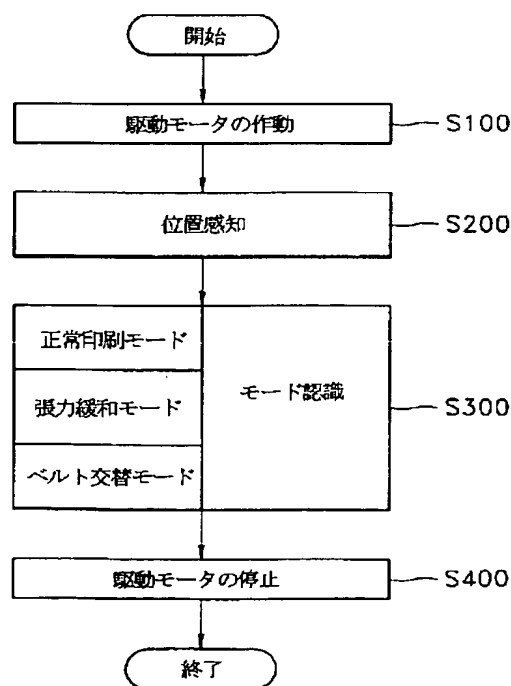 開始
駆動モータの作動
S100
位置感知
S200
正常印刷モード
張力緩和モード
ベルト交替モード
モード認識
S300
駆動モータの停止
S400
終了